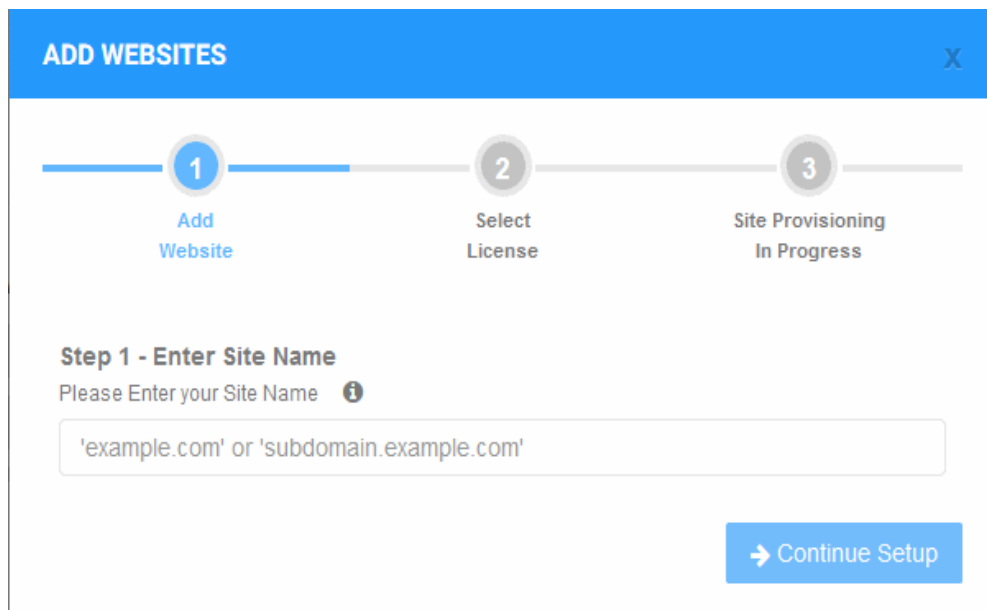 ADD WEBSITES
X
1
2
3
Add
Website
Select
License
Site Provisioning
In Progress
Step 1 - Enter Site Name
Please Enter your Site Name
'example.com' or 'subdomain.example.com'
Continue Setup